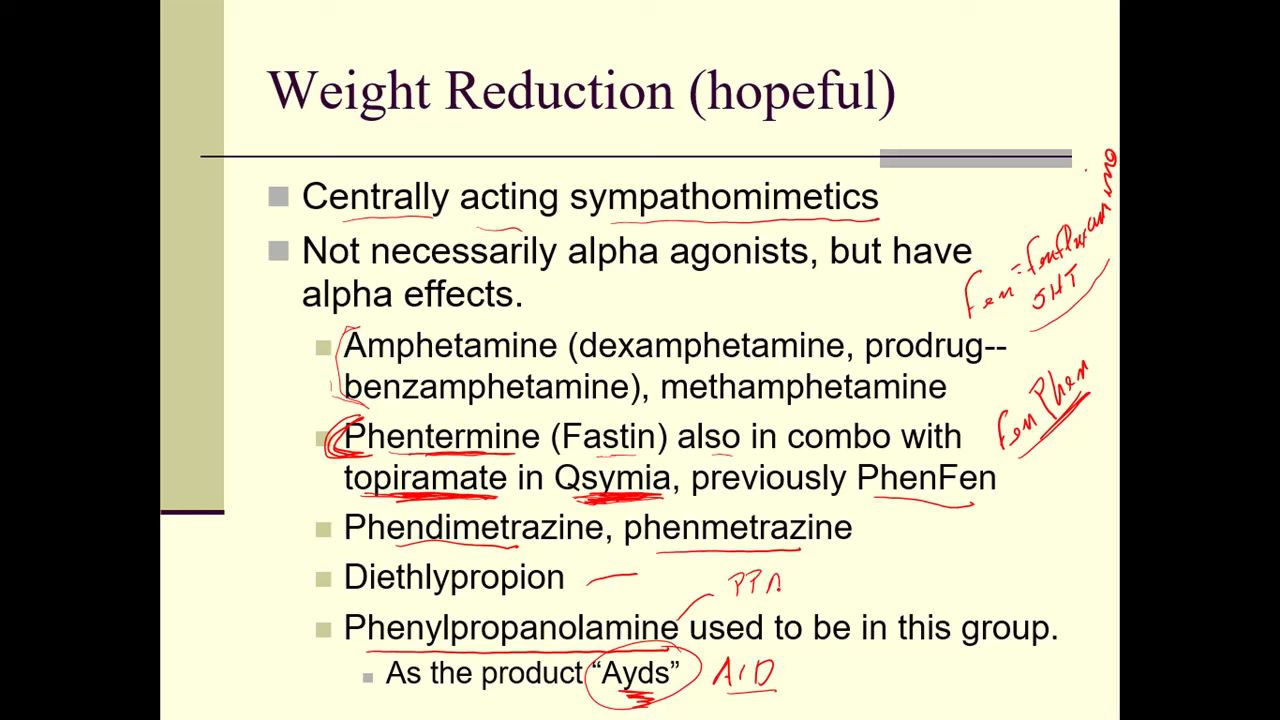 Weight Reduction (hopeful)
Centrally acting sympathomimetics
Not necessarily alpha agonists, but have
alpha effects.
Fen = fenfluramine
5HT
Amphetamine (dexamphetamine, prodrug--
benzamphetamine), methamphetamine
Fen Phen
Phentermine (Fastin) also in combo with
topiramate in Qsymia, previously PhenFen
Phendimetrazine, phenmetrazine
Diethlypropion
PPA
Phenylpropanolamine used to be in this group.
As the product “Ayds”